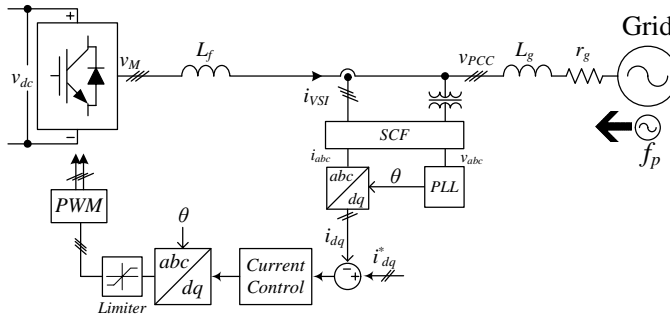 Grid
v_dc
+
−
v_M
L_f
i_VSI
v_PCC
L_g
r_g
f_p
SCF
i_abc
v_abc
abc
dq
θ
PLL
PWM
i_dq
θ
abc
dq
Current
Control
−
+
i*_dq
Limiter